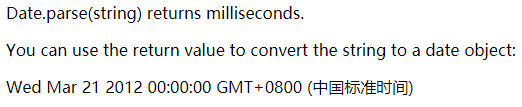 Date.parse(string) returns milliseconds.
You can use the return value to convert the string to a date object:
Wed Mar 21 2012 00:00:00 GMT+0800 (中国标准时间)